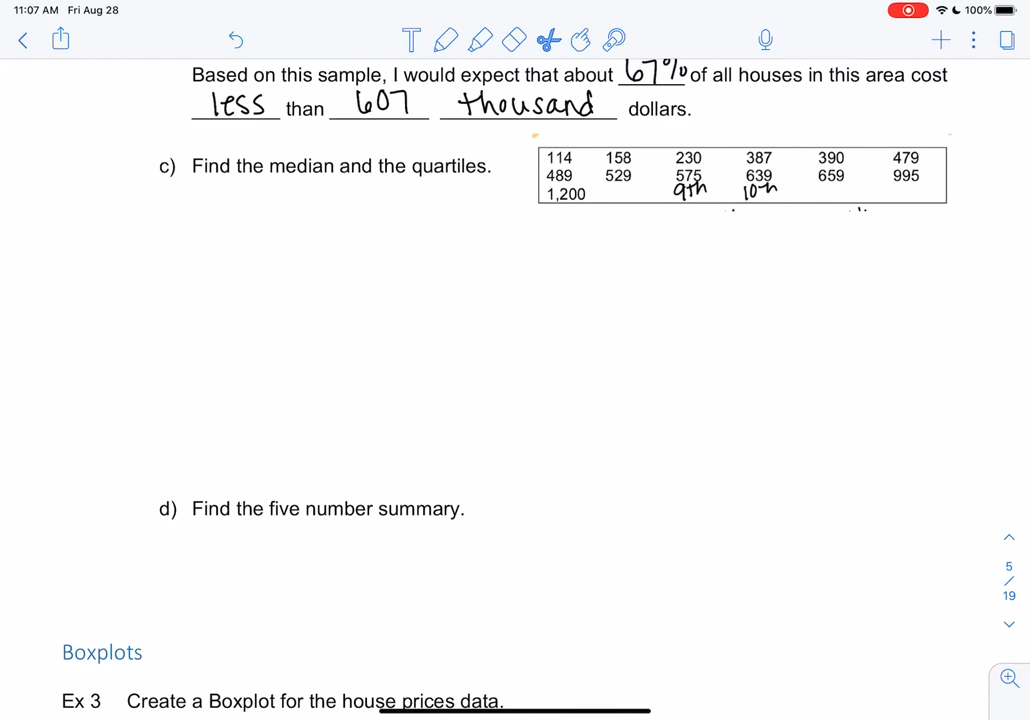 11:07 AM Fri Aug 28
100%
Based on this sample, I would expect that about 67% of all houses in this area cost
less than 607 thousand dollars.
c) Find the median and the quartiles.
114 158 230 387 390 479
489 529 575 639 659 995
9th 10th
1,200
d) Find the five number summary.
5
/
19
Boxplots
Ex 3 Create a Boxplot for the house prices data.